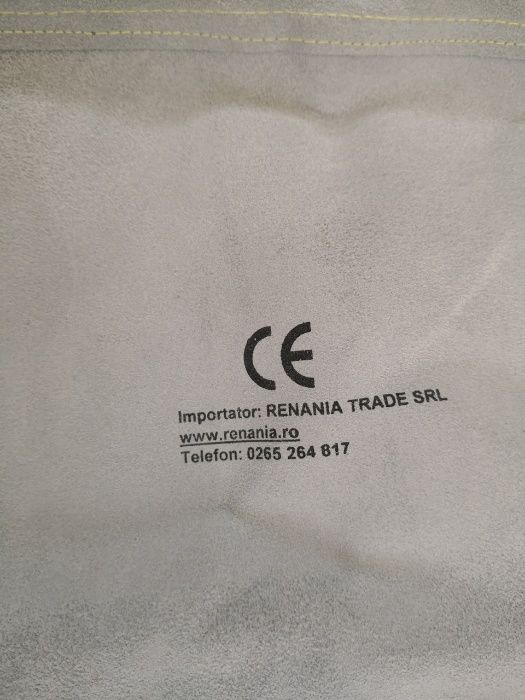 CE
Importator: RENANIA TRADE SRL
www.renania.ro
Telefon: 0265 264 817